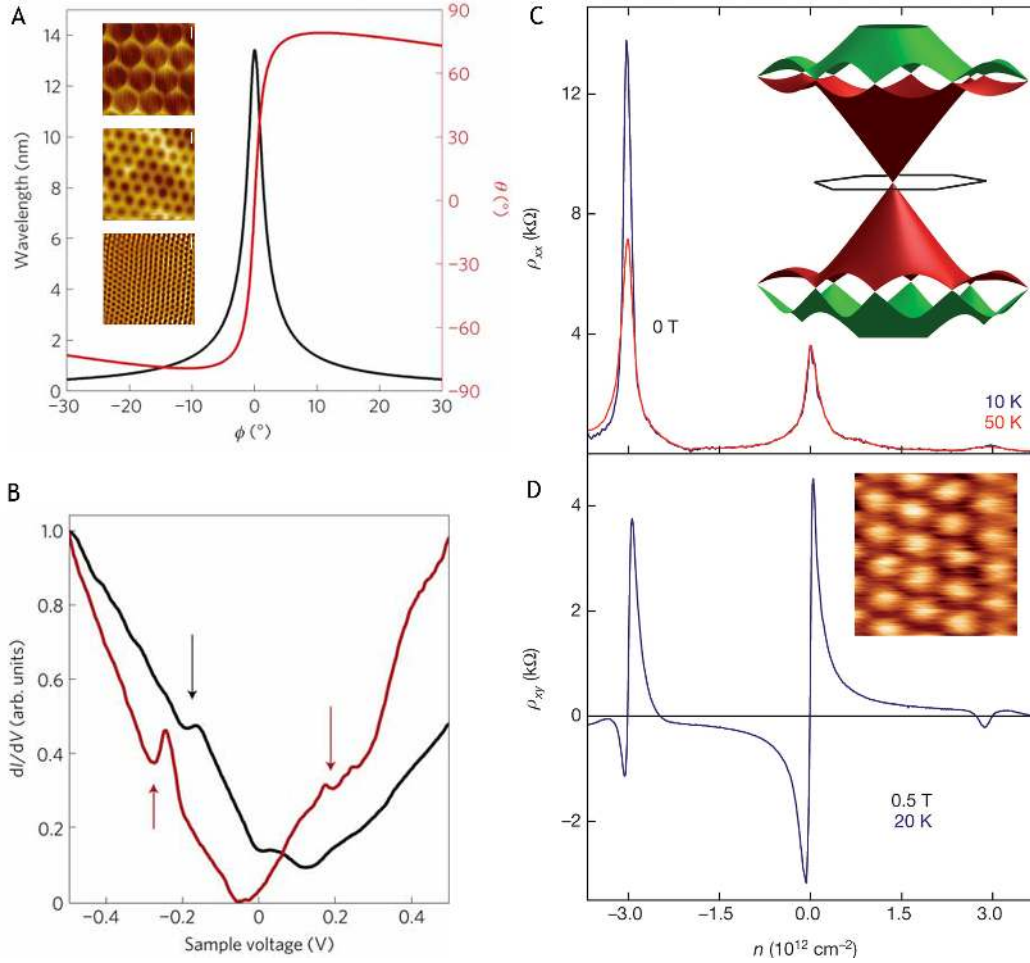 A
Wavelength (nm)
14
12
10
8
6
4
2
0
−30
−20
−10
0
10
20
30
ϕ (°)
90
60
30
0
−30
−60
−90
θ (°)
B
dI/dV (arb. units)
1.0
0.8
0.6
0.4
0.2
0
−0.4
−0.2
0
0.2
0.4
Sample voltage (V)
C
ρxx (kΩ)
12
8
4
0 T
10 K
50 K
D
ρxy (kΩ)
4
2
0
−2
0.5 T
20 K
−3.0
−1.5
0.0
1.5
3.0
n (10¹² cm⁻²)